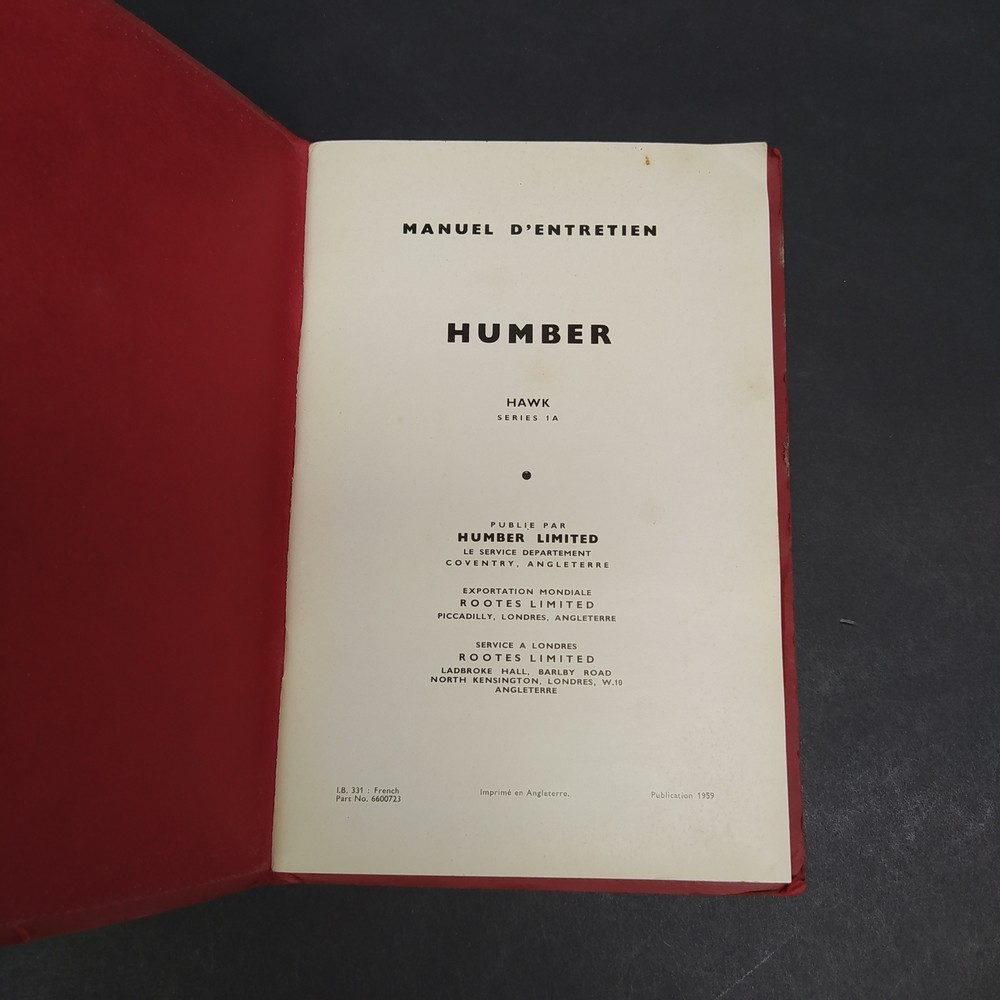 MANUEL D'ENTRETIEN
HUMBER
HAWK
SERIES 1A
PUBLIE PAR
HUMBER LIMITED
LE SERVICE DEPARTEMENT
COVENTRY, ANGLETERRE
EXPORTATION MONDIALE
ROOTES LIMITED
PICCADILLY, LONDRES, ANGLETERRE
SERVICE A LONDRES
ROOTES LIMITED
LADBROKE HALL, BARLBY ROAD
NORTH KENSINGTON, LONDRES, W.10
ANGLETERRE
I.B. 331 : French
Part No. 6600723
Imprimé en Angleterre.
Publication 1959